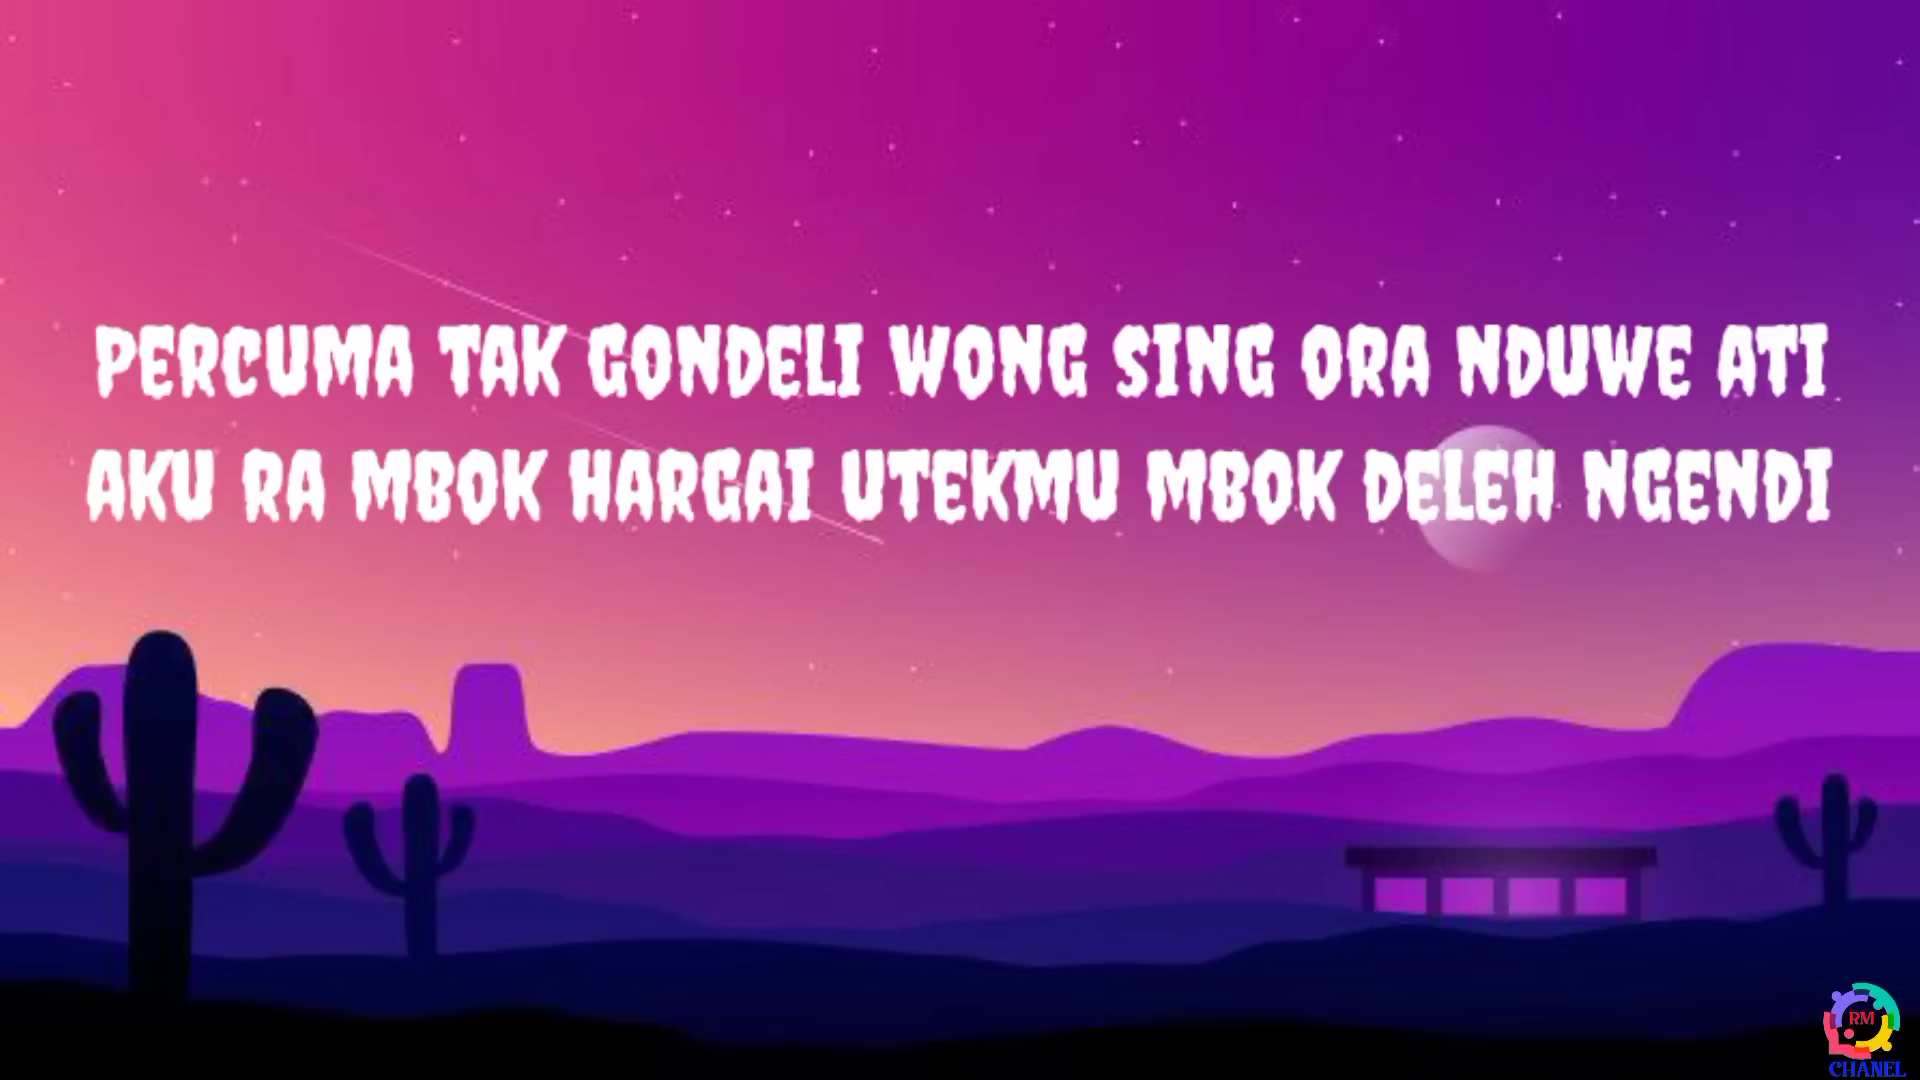 PERCUMA TAK GONDELI WONG SING ORA NDUWE ATI
AKU RA MBOK HARGAI UTEKMU MBOK DELEH NGENDI
RM
CHANEL